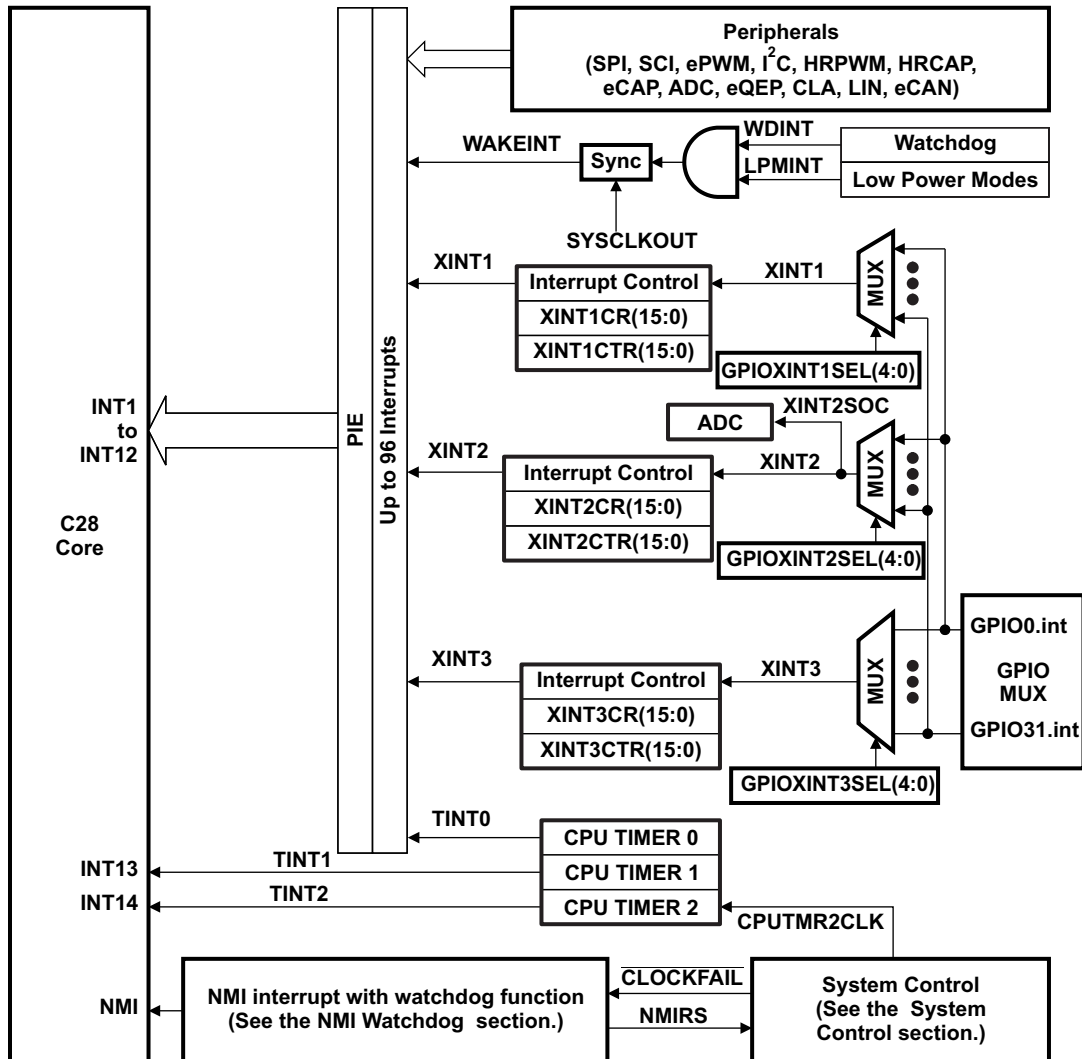 Peripherals
(SPI, SCI, ePWM, I²C, HRPWM, HRCAP,
eCAP, ADC, eQEP, CLA, LIN, eCAN)
WAKEINT
Sync
WDINT
LPMINT
Watchdog
Low Power Modes
SYSCLKOUT
XINT1
Interrupt Control
XINT1CR(15:0)
XINT1CTR(15:0)
XINT1
MUX
GPIOXINT1SEL(4:0)
INT1
to
INT12
PIE
Up to 96 Interrupts
ADC
XINT2SOC
XINT2
Interrupt Control
XINT2CR(15:0)
XINT2CTR(15:0)
XINT2
MUX
GPIOXINT2SEL(4:0)
C28
Core
XINT3
Interrupt Control
XINT3CR(15:0)
XINT3CTR(15:0)
XINT3
MUX
GPIOXINT3SEL(4:0)
GPIO0.int
GPIO
MUX
GPIO31.int
TINT0
CPU TIMER 0
INT13
TINT1
CPU TIMER 1
INT14
TINT2
CPU TIMER 2
CPUTMR2CLK
NMI
NMI interrupt with watchdog function
(See the NMI Watchdog section.)
CLOCKFAIL
NMIRS
System Control
(See the System
Control section.)